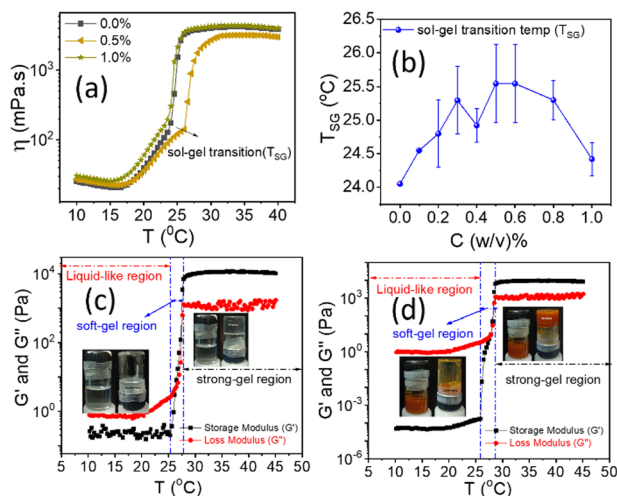 (a)
0.0%
0.5%
1.0%
10³
10²
η (mPa.s)
sol-gel transition(T_SG)
10 15 20 25 30 35 40
T (⁰C)
(b)
sol-gel transition temp (T_SG)
26.5
26.0
25.5
25.0
24.5
24.0
T_SG (⁰C)
0.0 0.2 0.4 0.6 0.8 1.0
C (w/v)%
(c)
Liquid-like region
soft-gel region
strong-gel region
10⁴
10²
10⁰
G' and G" (Pa)
Storage Modulus (G')
Loss Modulus (G")
5 10 15 20 25 30 35 40 45 50
T (⁰C)
(d)
Liquid-like region
soft-gel region
strong-gel region
10³
10⁰
10⁻³
10⁻⁶
G' and G" (Pa)
Storage Modulus (G')
Loss Modulus (G")
5 10 15 20 25 30 35 40 45 50
T (⁰C)